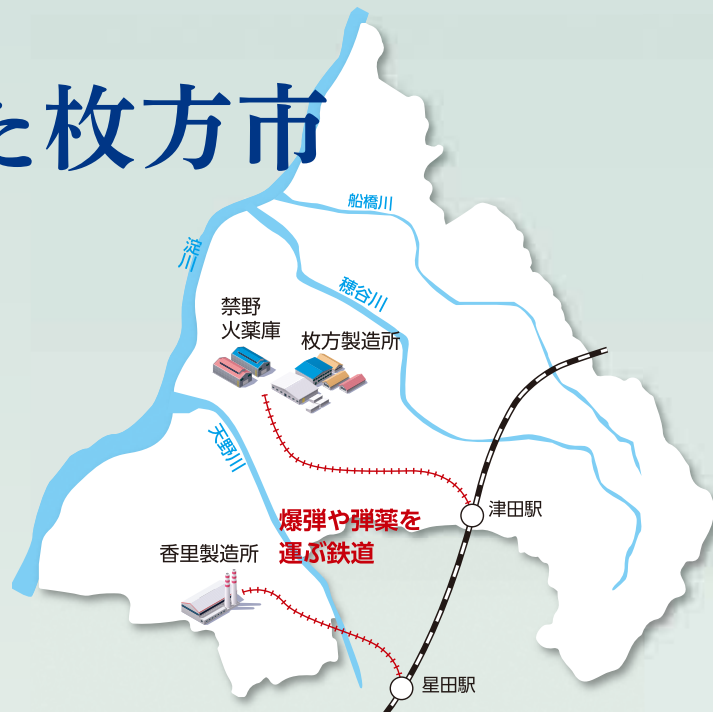 た枚方市
船橋川
淀川
穂谷川
禁野
火薬庫
枚方製造所
天野川
爆弾や弾薬を
運ぶ鉄道
津田駅
香里製造所
星田駅